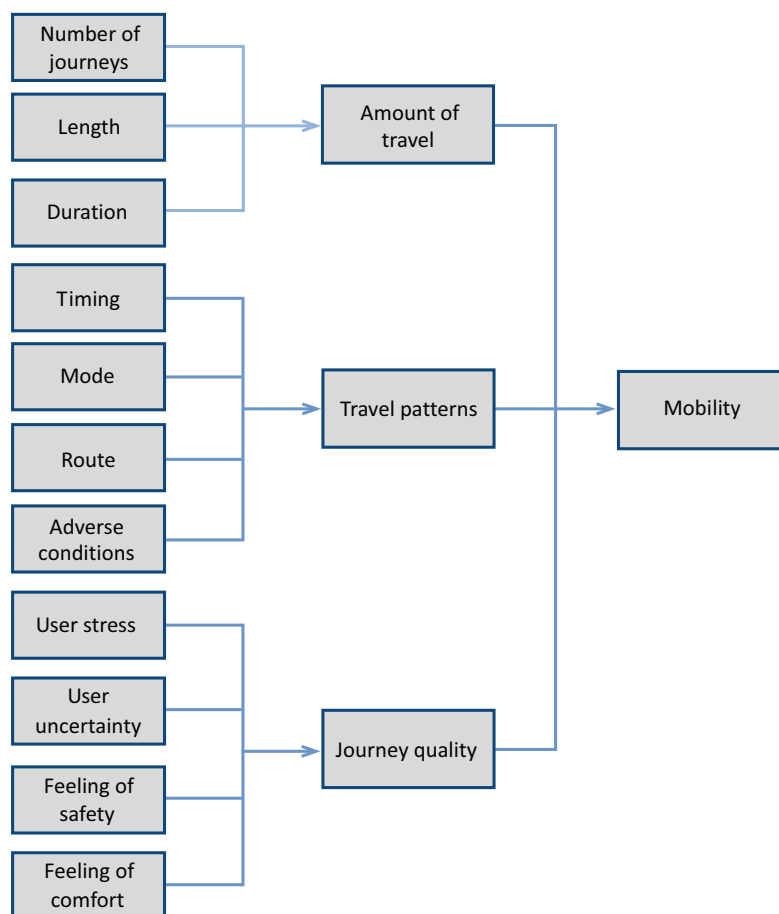 Number of
journeys
Length
Duration
Amount of
travel
Timing
Mode
Route
Adverse
conditions
Travel patterns
Mobility
User stress
User
uncertainty
Feeling of
safety
Feeling of
comfort
Journey quality